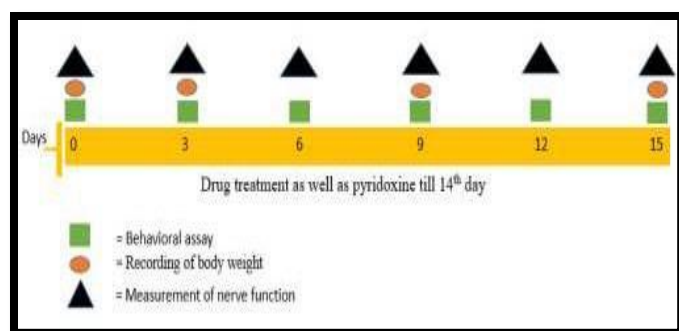 Days 0 3 6 9 12 15
Drug treatment as well as pyridoxine till 14th day
= Behavioral assay
= Recording of body weight
= Measurement of nerve function